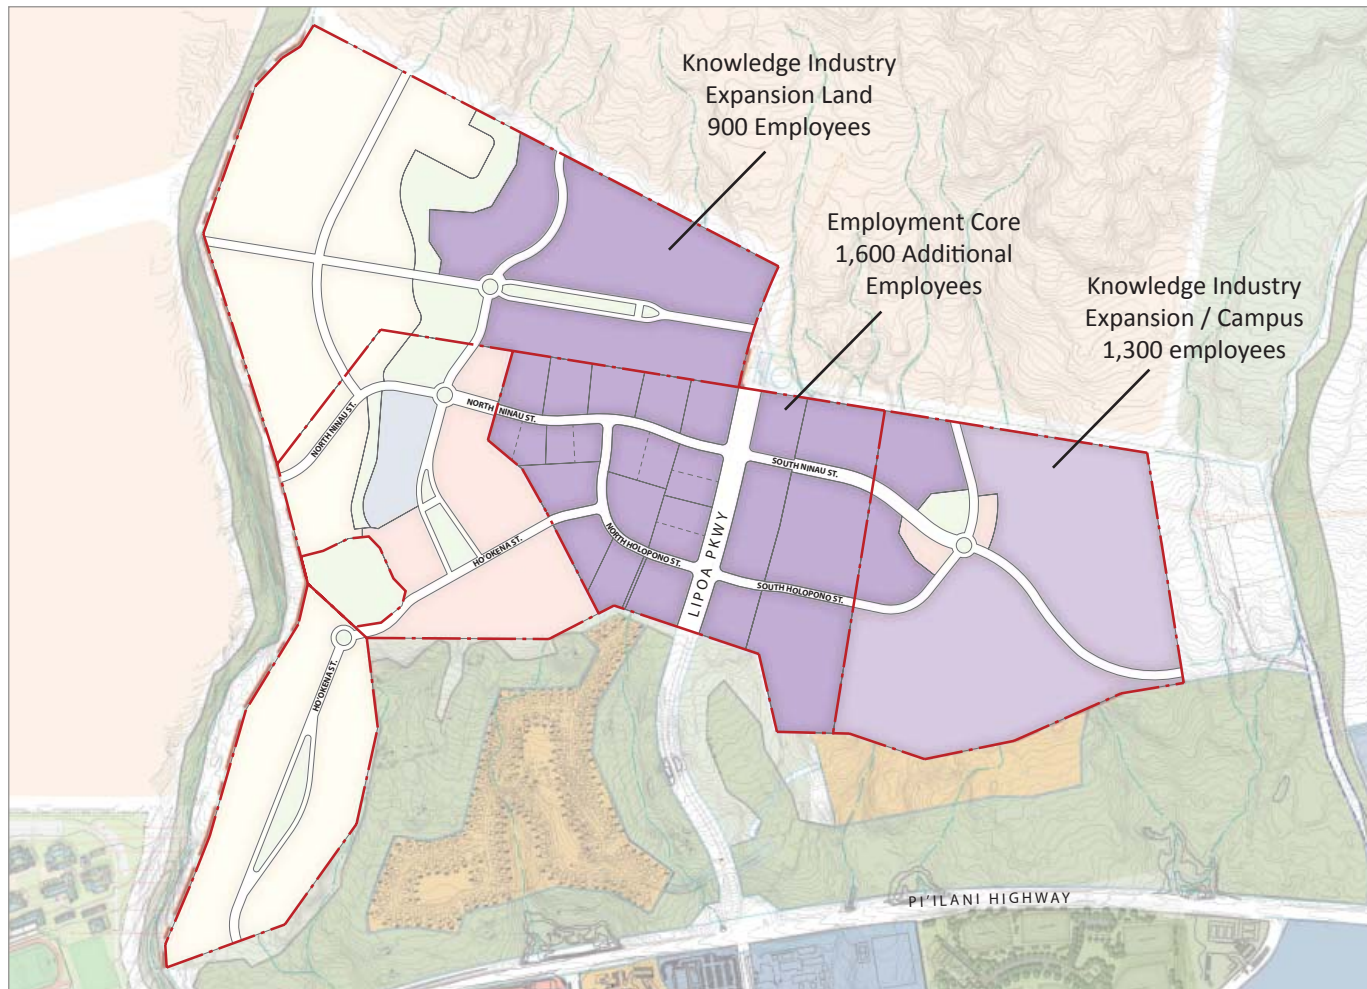 Knowledge Industry
Expansion Land
900 Employees
Employment Core
1,600 Additional
Employees
Knowledge Industry
Expansion / Campus
1,300 employees
NORTH NINAU ST.
NORTH NINAU ST.
SOUTH NINAU ST.
HO'OKENA ST.
NORTH HOLOPONO ST.
SOUTH HOLOPONO ST.
LIPOA PKWY
HO'OKENA ST.
PI'ILANI HIGHWAY